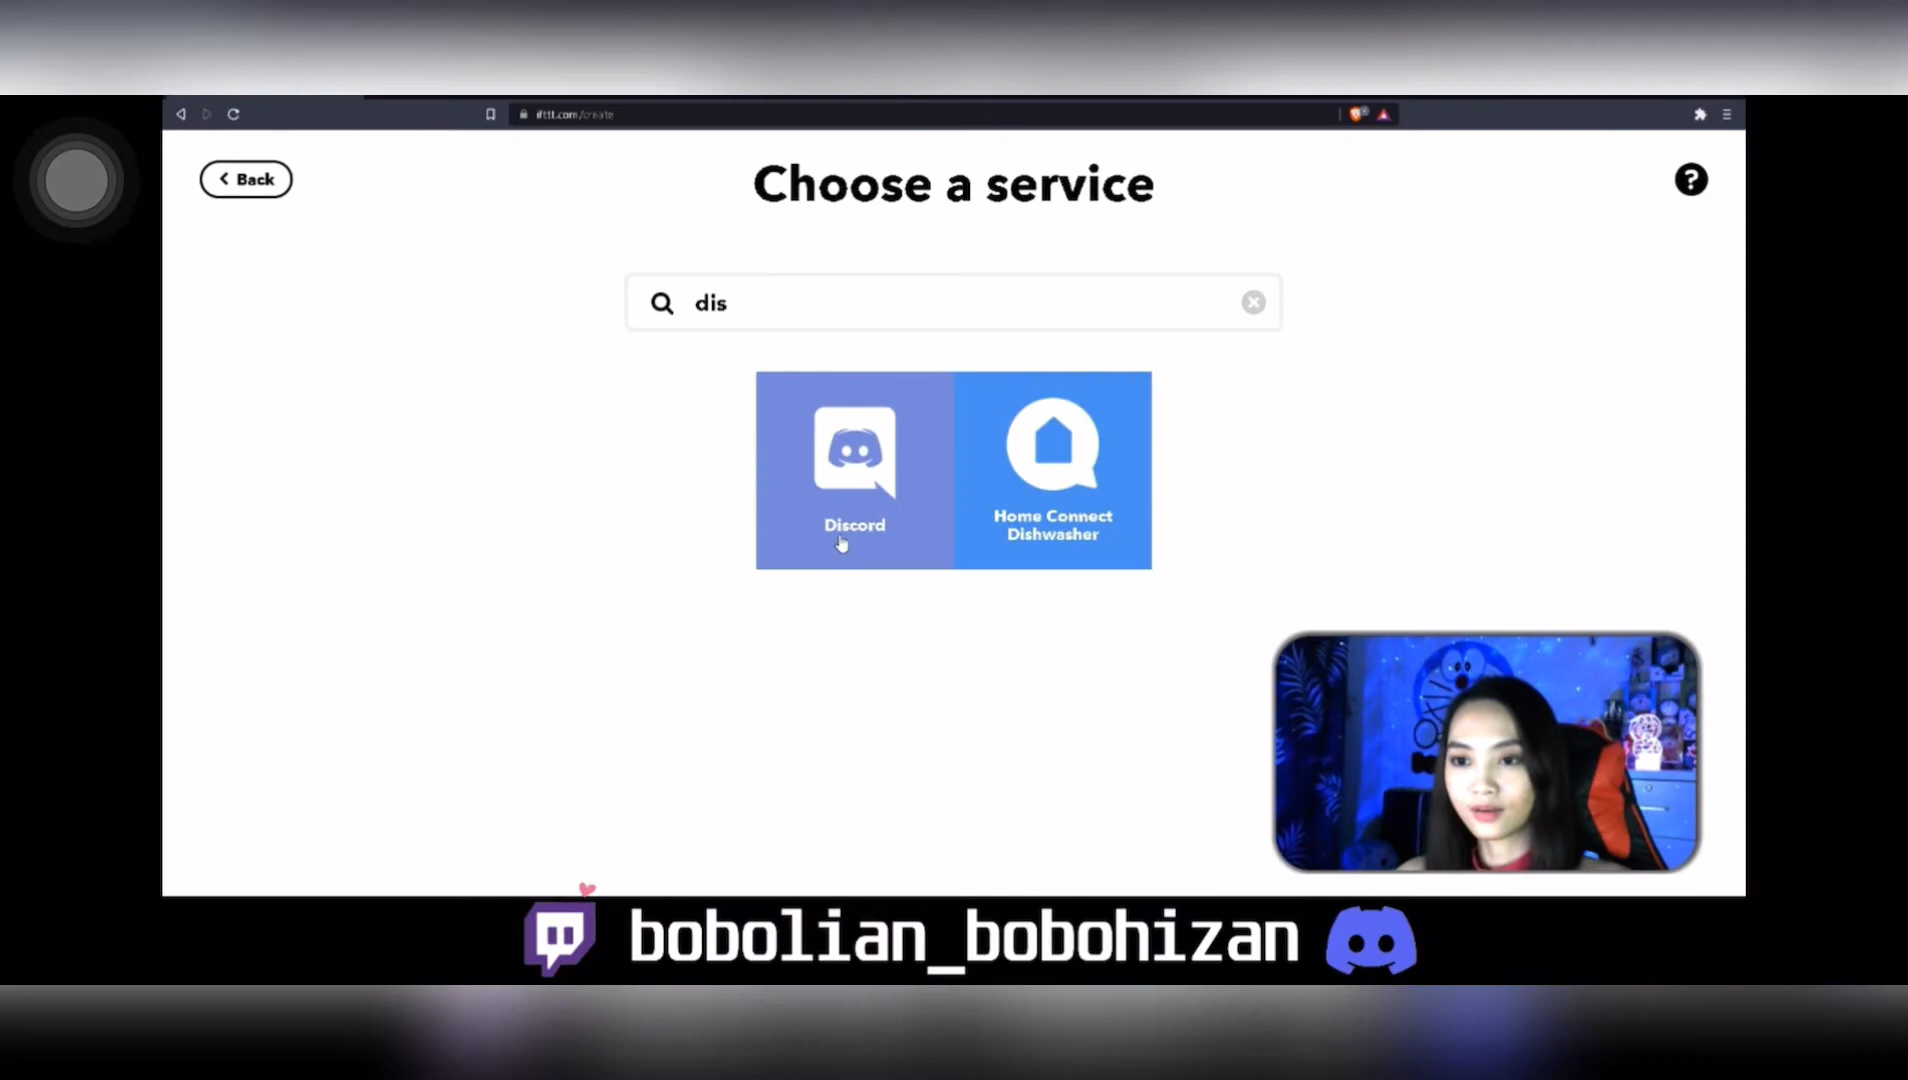 ifttt.com/create
Back
Choose a service
?
dis
Discord
Home Connect
Dishwasher
bobolian_bobohizan